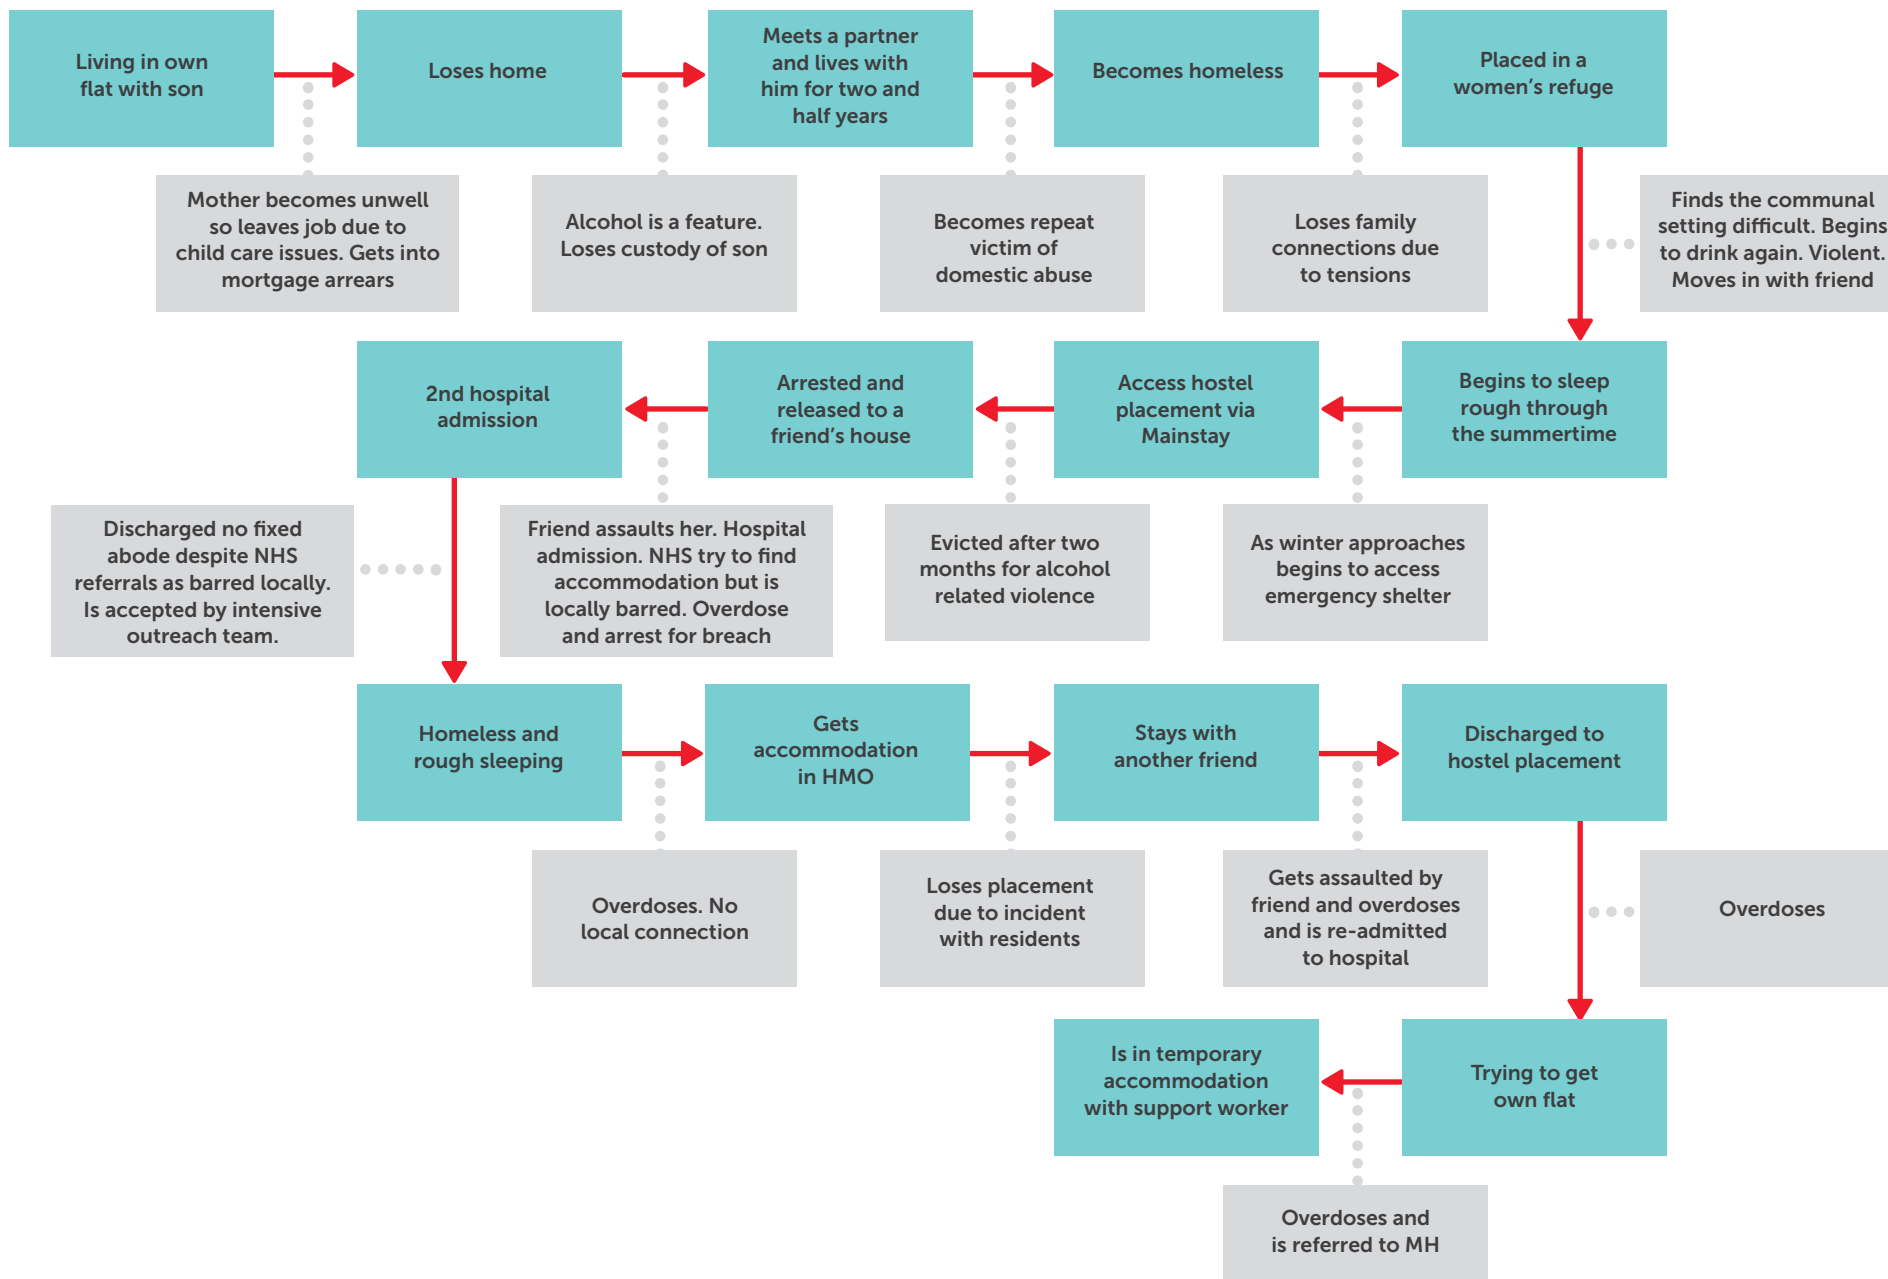 Living in own
flat with son
Loses home
Meets a partner
and lives with
him for two and
half years
Becomes homeless
Placed in a
women’s refuge
Mother becomes unwell
so leaves job due to
child care issues. Gets into
mortgage arrears
Alcohol is a feature.
Loses custody of son
Becomes repeat
victim of
domestic abuse
Loses family
connections due
to tensions
Finds the communal
setting difficult. Begins
to drink again. Violent.
Moves in with friend
Begins to sleep
rough through
the summertime
Access hostel
placement via
Mainstay
Arrested and
released to a
friend’s house
2nd hospital
admission
As winter approaches
begins to access
emergency shelter
Evicted after two
months for alcohol
related violence
Friend assaults her. Hospital
admission. NHS try to find
accommodation but is
locally barred. Overdose
and arrest for breach
Discharged no fixed
abode despite NHS
referrals as barred locally.
Is accepted by intensive
outreach team.
Homeless and
rough sleeping
Gets
accommodation
in HMO
Stays with
another friend
Discharged to
hostel placement
Overdoses. No
local connection
Loses placement
due to incident
with residents
Gets assaulted by
friend and overdoses
and is re-admitted
to hospital
Overdoses
Trying to get
own flat
Is in temporary
accommodation
with support worker
Overdoses and
is referred to MH